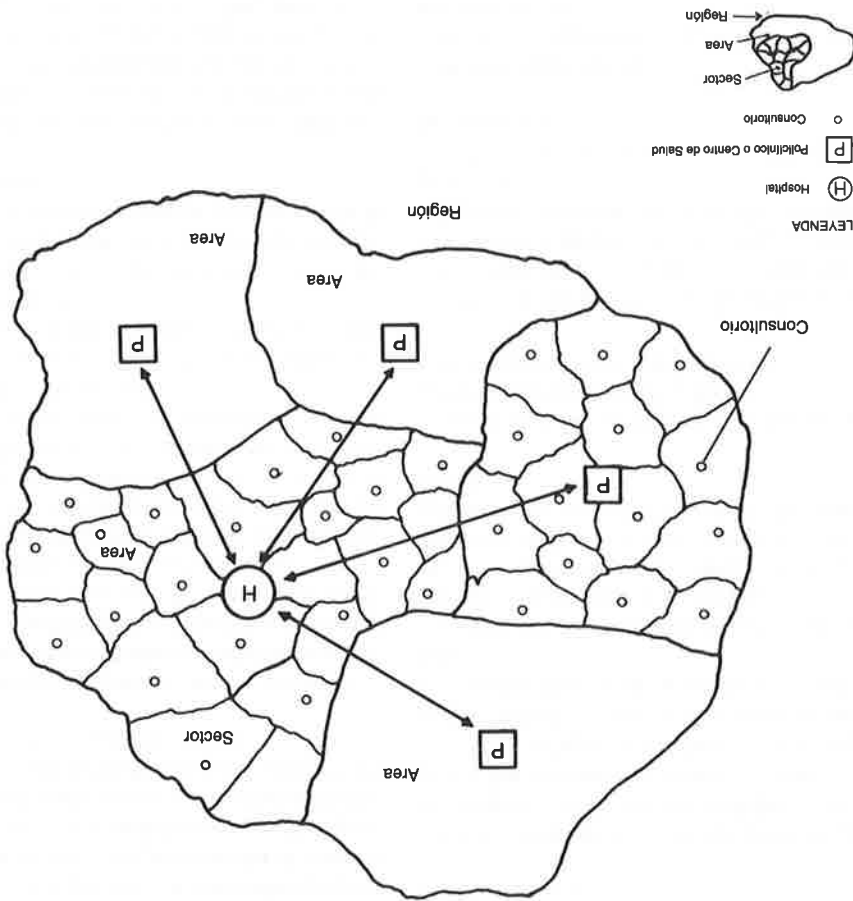 Area
P
Sector
H
Area
P
P
P
Consultorio
Area
Area
Región
LEYENDA
H Hospital
P Policlínico o Centro de Salud
Consultorio
Sector
Area
Región